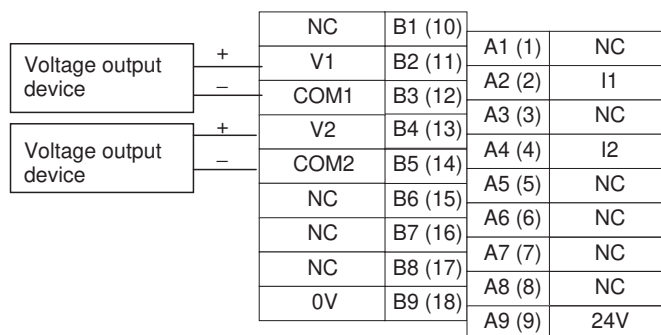 NC B1 (10)
A1 (1) NC
Voltage output device + V1 B2 (11)
A2 (2) I1
– COM1 B3 (12)
A3 (3) NC
Voltage output device + V2 B4 (13)
A4 (4) I2
– COM2 B5 (14)
A5 (5) NC
NC B6 (15)
A6 (6) NC
NC B7 (16)
A7 (7) NC
NC B8 (17)
A8 (8) NC
0V B9 (18)
A9 (9) 24V